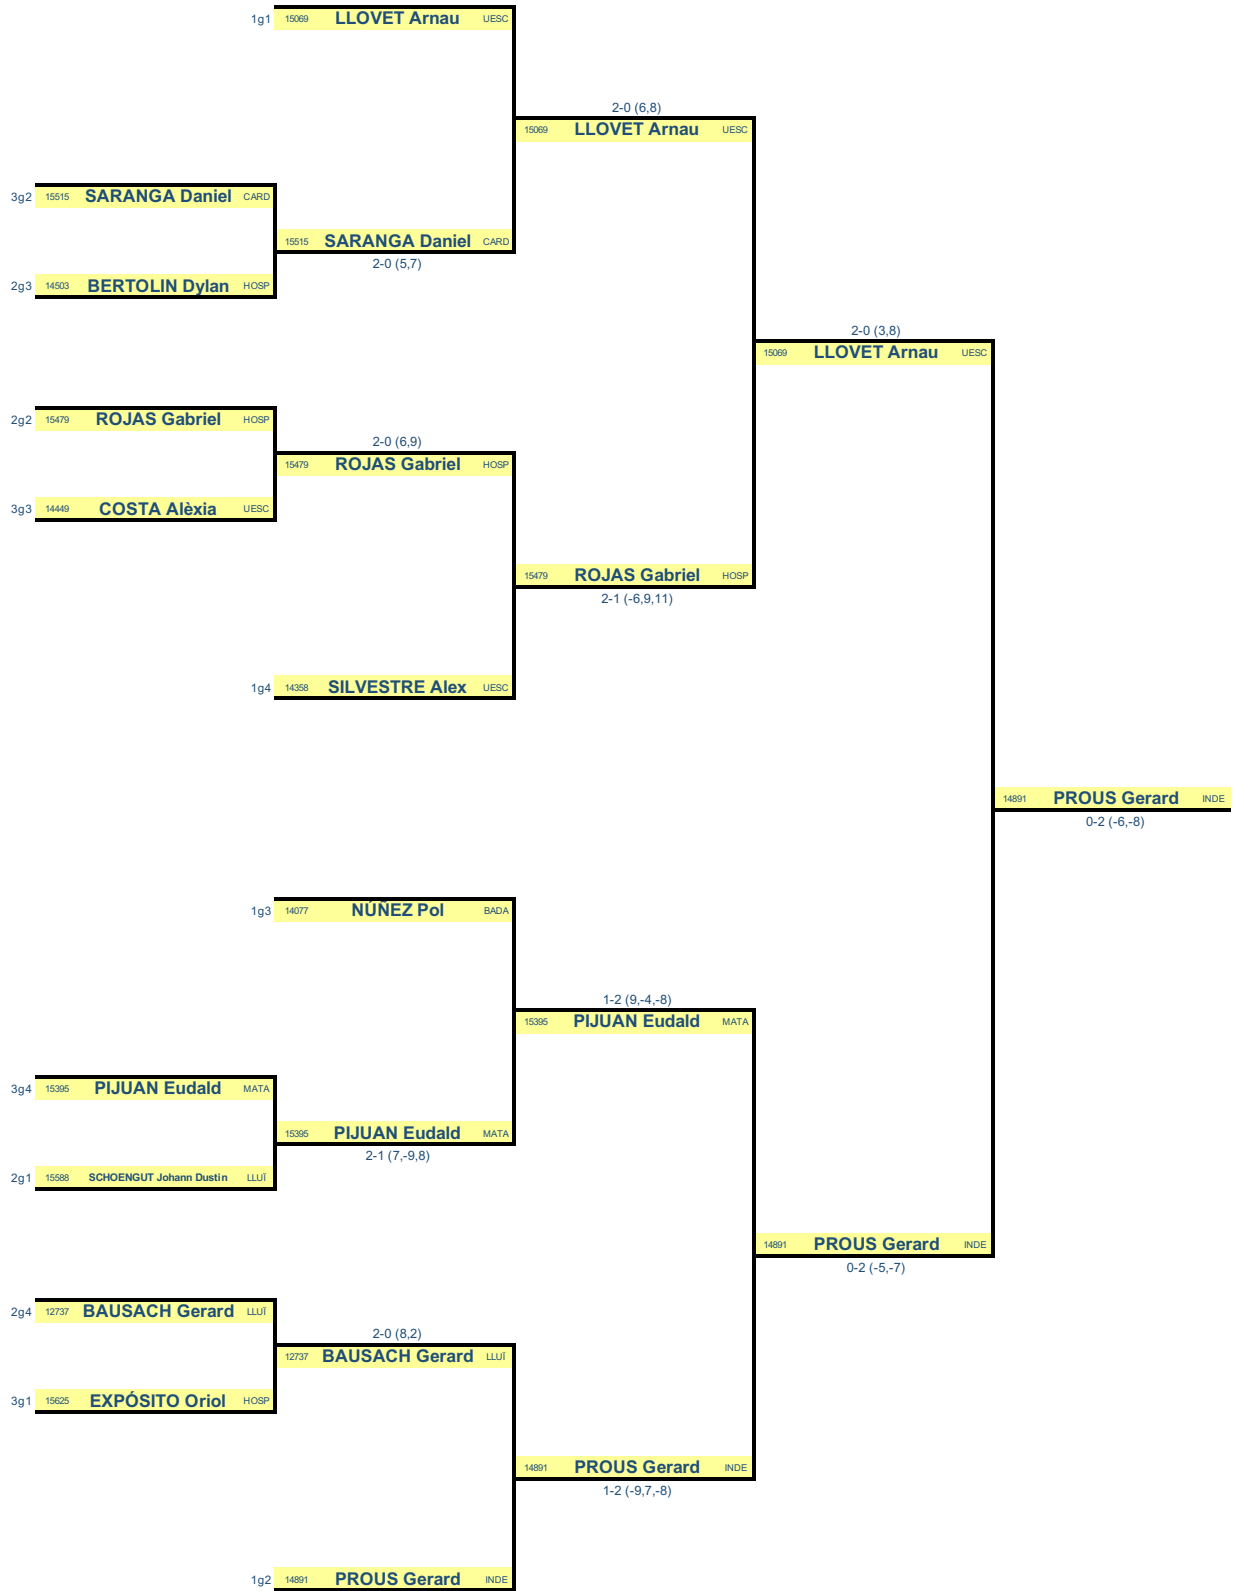 1g1 15069 LLOVET Arnau UESC
2-0 (6,8)
15069 LLOVET Arnau UESC
3g2 15515 SARANGA Daniel CARD
15515 SARANGA Daniel CARD
2-0 (5,7)
2g3 14503 BERTOLIN Dylan HOSP
2-0 (3,8)
15069 LLOVET Arnau UESC
2g2 15479 ROJAS Gabriel HOSP
2-0 (6,9)
15479 ROJAS Gabriel HOSP
3g3 14449 COSTA Alèxia UESC
15479 ROJAS Gabriel HOSP
2-1 (-6,9,11)
1g4 14358 SILVESTRE Alex UESC
14891 PROUS Gerard INDE
0-2 (-6,-8)
1g3 14077 NÚÑEZ Pol BADA
1-2 (9,-4,-8)
15395 PIJUAN Eudald MATA
3g4 15395 PIJUAN Eudald MATA
15395 PIJUAN Eudald MATA
2-1 (7,-9,8)
2g1 15588 SCHOENGUT Johann Dustin LLUÏ
14891 PROUS Gerard INDE
0-2 (-5,-7)
2g4 12737 BAUSACH Gerard LLUÏ
2-0 (8,2)
12737 BAUSACH Gerard LLUÏ
3g1 15625 EXPÓSITO Oriol HOSP
14891 PROUS Gerard INDE
1-2 (-9,7,-8)
1g2 14891 PROUS Gerard INDE